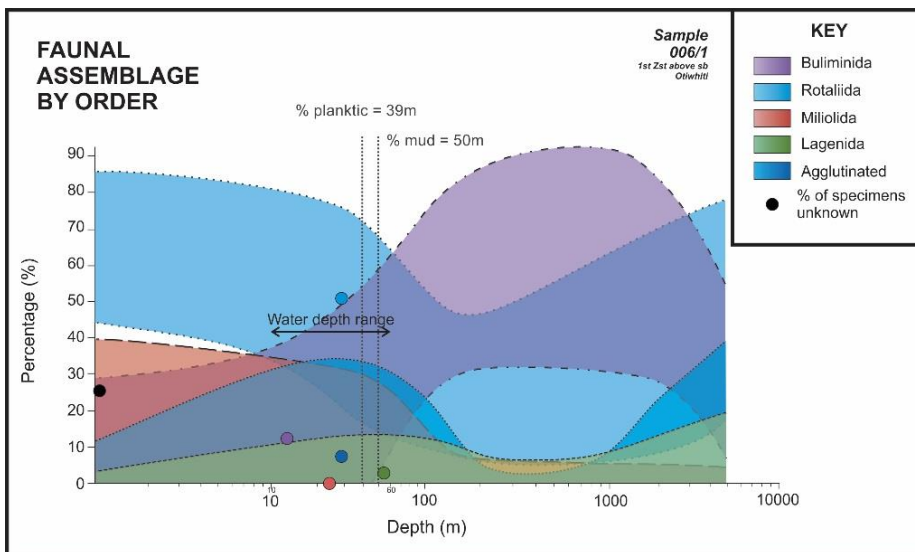 FAUNAL
ASSEMBLAGE
BY ORDER
Sample
006/1
1st Zst above sb
Otiwhiti
KEY
Buliminida
Rotaliida
Miliolida
Lagenida
Agglutinated
% of specimens
unknown
% planktic = 39m
% mud = 50m
Water depth range
Percentage (%)
90
80
70
60
50
40
30
20
10
0
10
60
10
100
1000
10000
Depth (m)